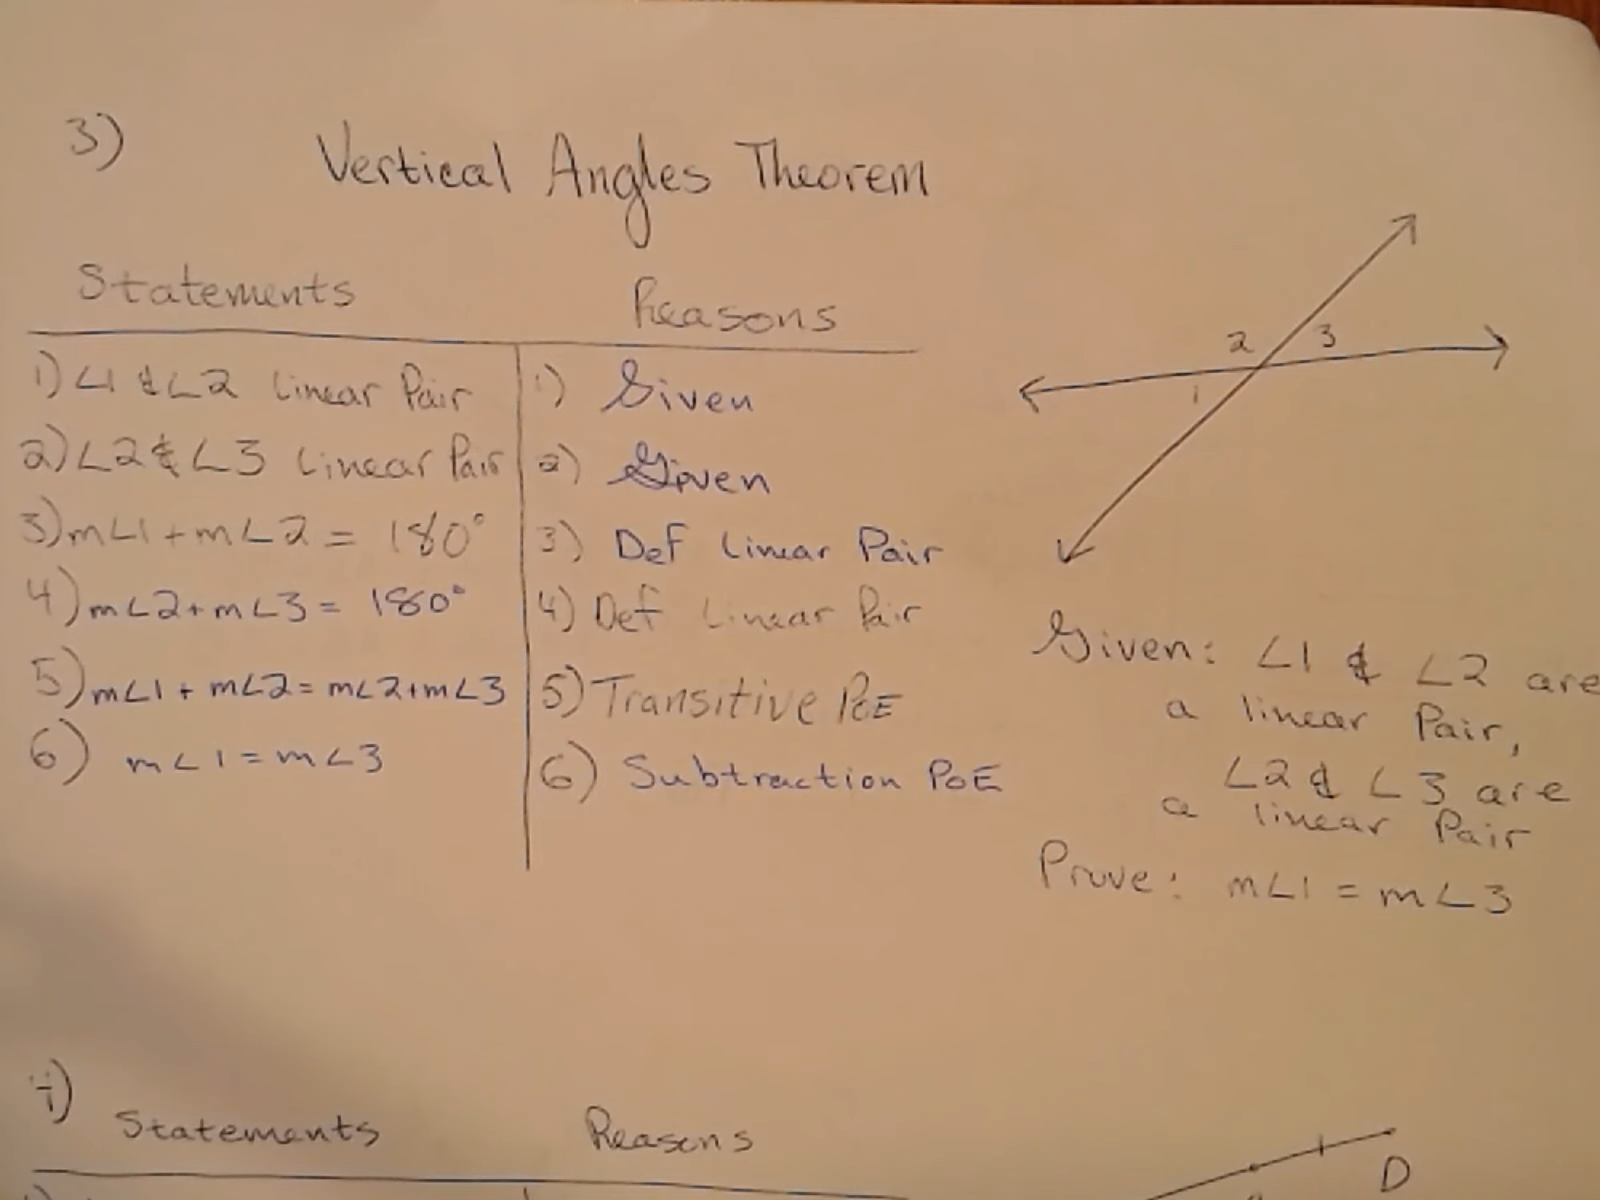 3)
Vertical Angles Theorem
Statements
Reasons
1) ∠1 & ∠2 Linear Pair
1) Given
2) ∠2 & ∠3 Linear Pair
2) Given
3) m∠1 + m∠2 = 180°
3) Def Linear Pair
4) m∠2 + m∠3 = 180°
4) Def Linear Pair
5) m∠1 + m∠2 = m∠2 + m∠3
5) Transitive PoE
6) m∠1 = m∠3
6) Subtraction PoE
2 3
1
Given: ∠1 & ∠2 are
a linear Pair,
∠2 & ∠3 are
a linear Pair
Prove: m∠1 = m∠3
Statements
Reasons
D